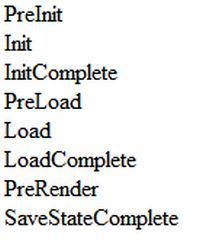 PreInit
Init
InitComplete
PreLoad
Load
LoadComplete
PreRender
SaveStateComplete